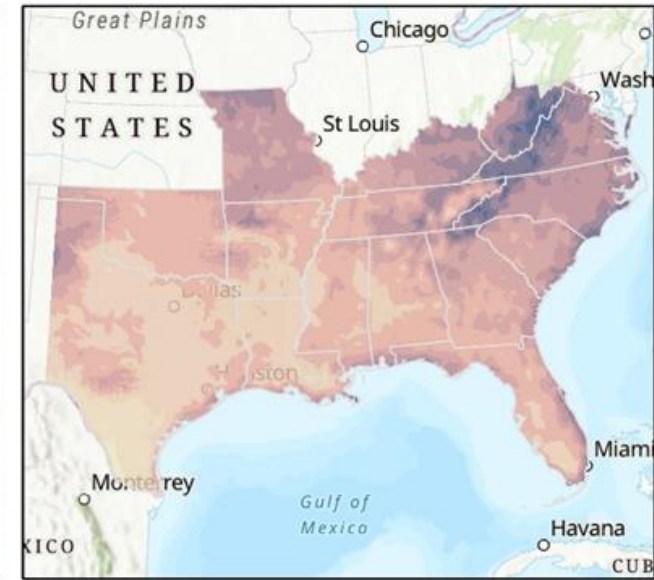 Great Plains
Chicago
UNITED
STATES
Wash
St Louis
Monterrey
Gulf of
Mexico
Miami
Havana
XICO
CUB